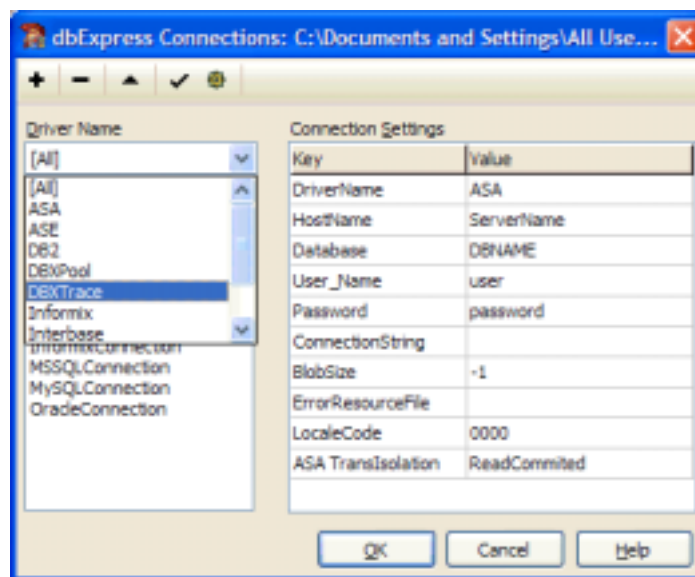 dbExpress Connections: C:\Documents and Settings\All Use...
Driver Name
[All]
[All]
ASA
ASE
DB2
DBXPool
DBXTrace
Informix
Interbase
InformixConnection
MSSQLConnection
MySQLConnection
OracleConnection
Connection Settings
Key Value
DriverName ASA
HostName ServerName
Database DBNAME
User_Name user
Password password
ConnectionString
BlobSize -1
ErrorResourceFile
LocaleCode 0000
ASA TransIsolation ReadCommited
OK Cancel Help